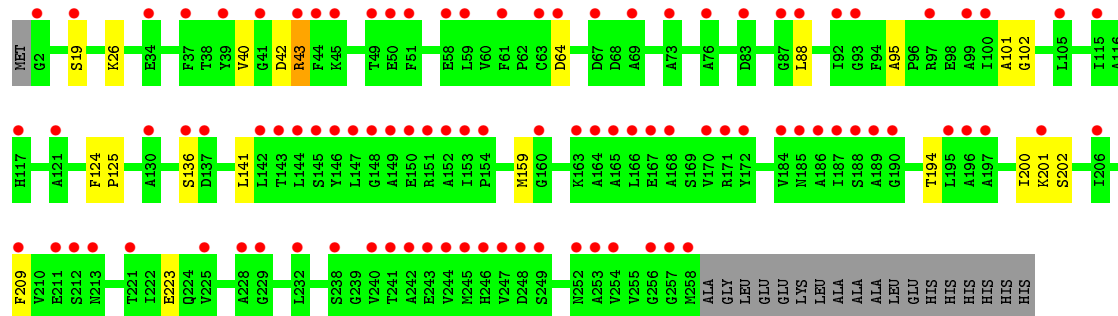 MET G2 S19 K26 E34 F37 T38 Y39 V40 G41 D42 R43 F44 K45 T49 E50 F51 E58 L59 V60 F61 P62 C63 D64 D67 D68 A69 A73 A76 D83 G87 L88 I92 G93 F94 A95 P96 R97 E98 A99 I100 A101 G102 L105 I115 A116
H117 A121 F124 P125 A130 S136 D137 L141 L142 T143 L144 S145 Y146 L147 G148 A149 E150 R151 A152 I153 P154 M159 G160 K163 A164 A165 L166 E167 A168 S169 V170 R171 Y172 V184 N185 A186 I187 S188 A189 G190 T194 L195 A196 A197 I200 K201 S202 I206
F209 V210 E211 S212 N213 T221 I222 E223 Q224 V225 A228 G229 L232 S238 G239 V240 T241 A242 E243 V244 M245 H246 V247 D248 S249 N252 A253 V254 V255 G256 G257 M258 ALA GLY LEU GLU GLU LYS LEU ALA ALA ALA LEU GLU HIS HIS HIS HIS HIS HIS